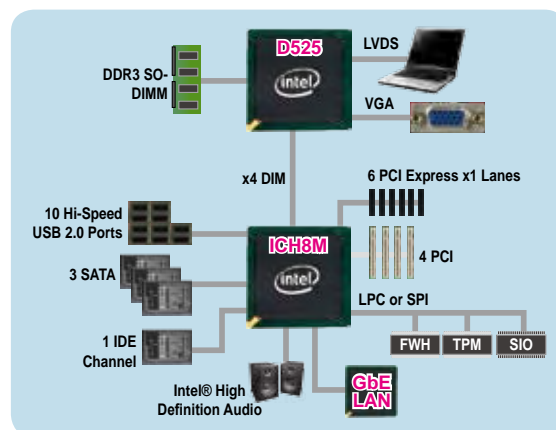 D525
intel
LVDS
DDR3 SO-
DIMM
VGA
x4 DIM
6 PCI Express x1 Lanes
10 Hi-Speed
USB 2.0 Ports
ICH8M
intel
4 PCI
3 SATA
LPC or SPI
1 IDE
Channel
FWH
TPM
SIO
Intel® High
Definition Audio
GbE
LAN